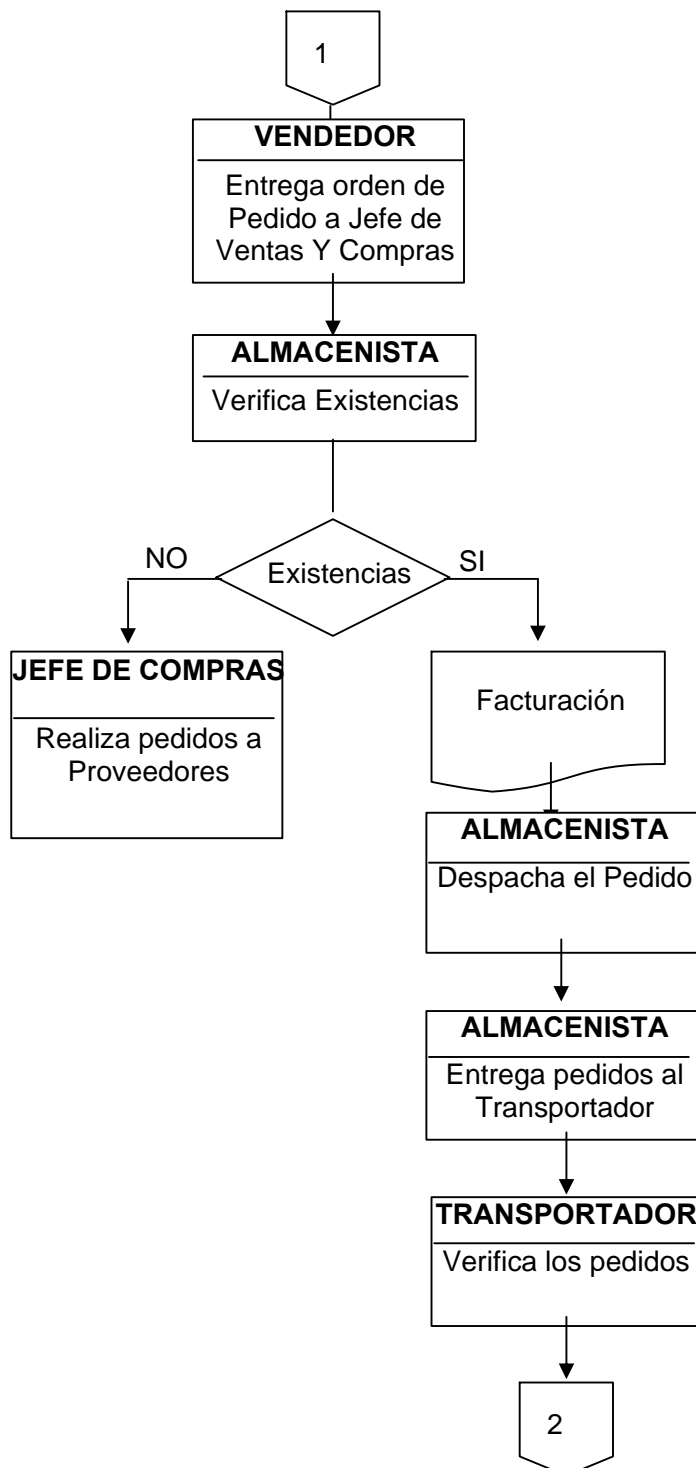 1
VENDEDOR
Entrega orden de
Pedido a Jefe de
Ventas Y Compras
ALMACENISTA
Verifica Existencias
NO
Existencias
SI
JEFE DE COMPRAS
Realiza pedidos a
Proveedores
Facturación
ALMACENISTA
Despacha el Pedido
ALMACENISTA
Entrega pedidos al
Transportador
TRANSPORTADOR
Verifica los pedidos
2